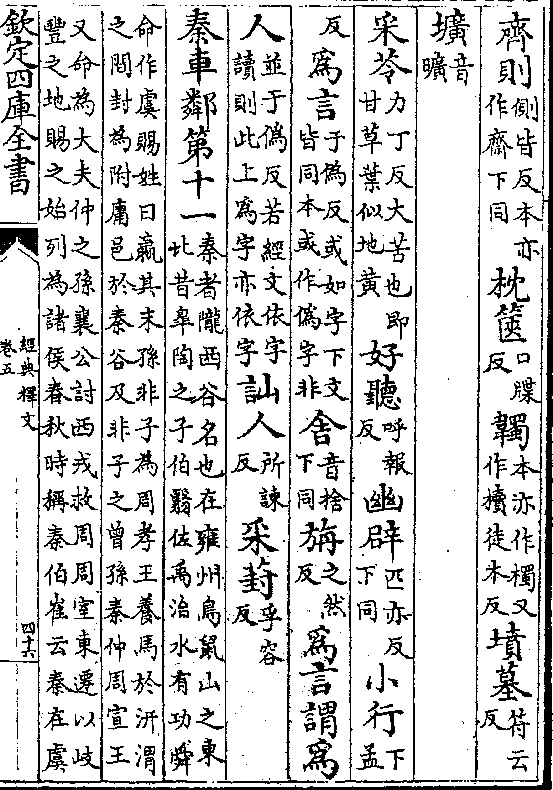 齊則側皆反本亦作齋下同枕篋口牒反韣本亦作襡又作櫝徒本反墳墓符云反
壙音曠
采苓力丁反大苦也即甘草葉似地黃好聽呼報反幽辟匹亦反下同小行下孟
反爲言于爲反或如字下文皆同本或作僞字非舍音捨下同旃之然反爲言謂爲
人並于僞反若經文依字讀則此上爲字亦依字訕人所諫反采葑孚容反
秦車鄰第十一秦者隴西谷名也在雍州鳥鼠山之東北昔臯陶之子伯翳佐禹治水有功舜
命作虞賜姓曰嬴其末孫非子爲周孝王養馬於汧渭之間封爲附庸邑於秦谷及非子之曾孫秦仲周宣王
又命爲大夫仲之孫襄公討西戎救周周室東遷以岐豐之地賜之始列爲諸侯春秋時稱秦伯崔云秦在虞
欽定四庫全書
經典釋文
卷五
四十六